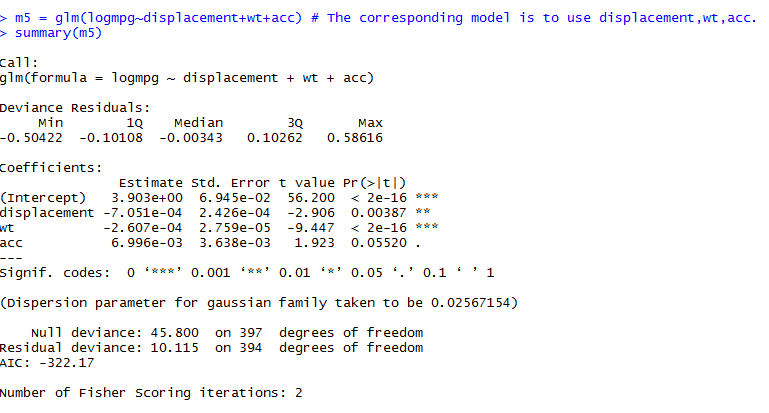 > m5 = glm(logmpg~displacement+wt+acc) # The corresponding model is to use displacement,wt,acc.
> summary(m5)
Call:
glm(formula = logmpg ~ displacement + wt + acc)
Deviance Residuals:
Min 1Q Median 3Q Max
-0.50422 -0.10108 -0.00343 0.10262 0.58616
Coefficients:
Estimate Std. Error t value Pr(>|t|)
(Intercept) 3.903e+00 6.945e-02 56.200 < 2e-16 ***
displacement -7.051e-04 2.426e-04 -2.906 0.00387 **
wt -2.607e-04 2.759e-05 -9.447 < 2e-16 ***
acc 6.996e-03 3.638e-03 1.923 0.05520 .
---
Signif. codes: 0 ‘***’ 0.001 ‘**’ 0.01 ‘*’ 0.05 ‘.’ 0.1 ‘ ’ 1
(Dispersion parameter for gaussian family taken to be 0.02567154)
Null deviance: 45.800 on 397 degrees of freedom
Residual deviance: 10.115 on 394 degrees of freedom
AIC: -322.17
Number of Fisher Scoring iterations: 2